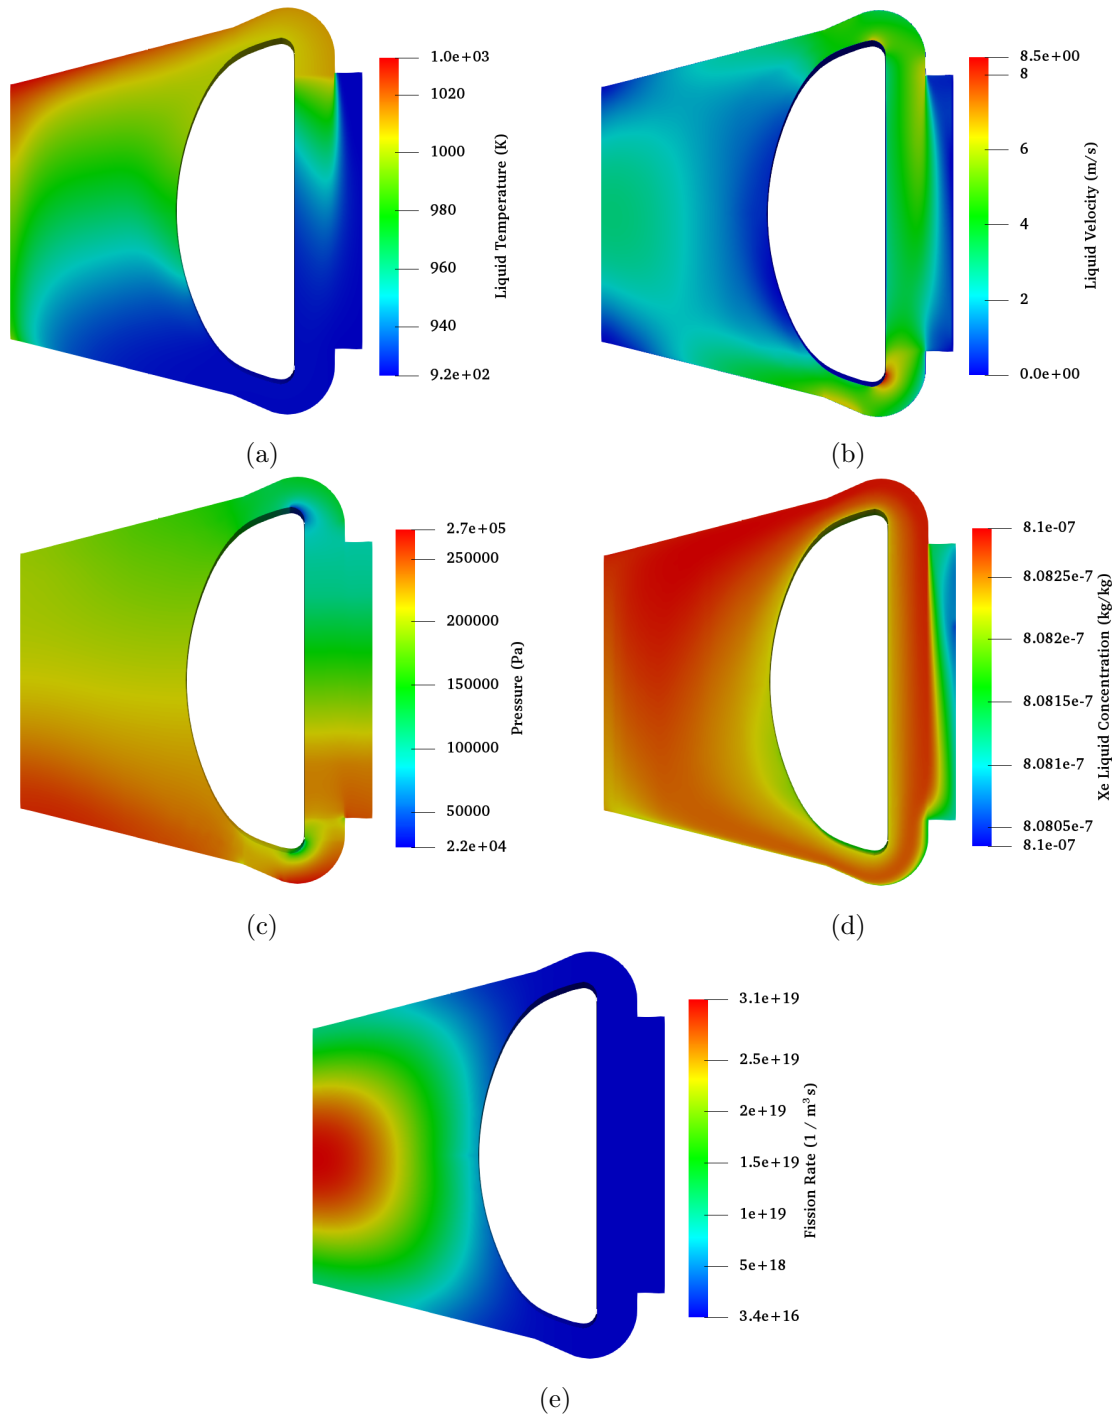 1.0e+03
1020
1000
980
960
940
9.2e+02
Liquid Temperature (K)
(a)
8.5e+00
8
6
4
2
0.0e+00
Liquid Velocity (m/s)
(b)
2.7e+05
250000
200000
150000
100000
50000
2.2e+04
Pressure (Pa)
(c)
8.1e-07
8.0825e-7
8.082e-7
8.0815e-7
8.081e-7
8.0805e-7
8.1e-07
Xe Liquid Concentration (kg/kg)
(d)
3.1e+19
2.5e+19
2e+19
1.5e+19
1e+19
5e+18
3.4e+16
Fission Rate (1 / m³ s)
(e)